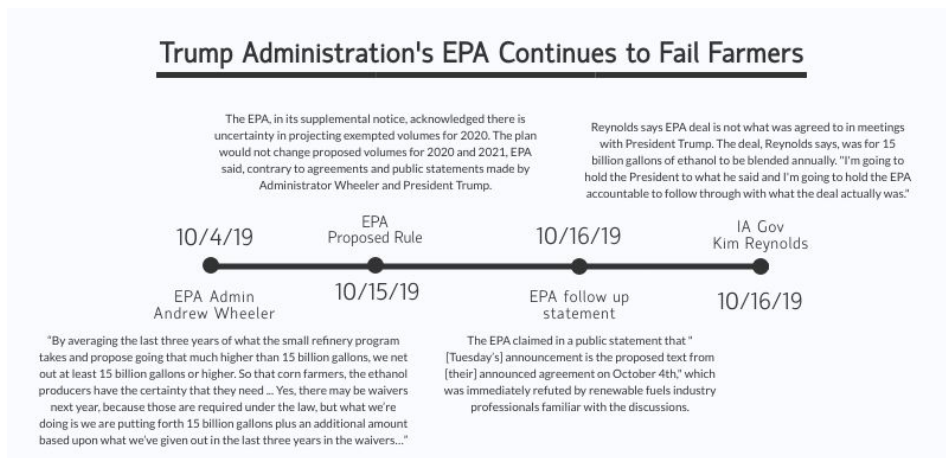 Trump Administration's EPA Continues to Fail Farmers
The EPA, in its supplemental notice, acknowledged there is
uncertainty in projecting exempted volumes for 2020. The plan
would not change proposed volumes for 2020 and 2021, EPA
said, contrary to agreements and public statements made by
Administrator Wheeler and President Trump.
Reynolds says EPA deal is not what was agreed to in meetings
with President Trump. The deal, Reynolds says, was for 15
billion gallons of ethanol to be blended annually. "I'm going to
hold the President to what he said and I'm going to hold the EPA
accountable to follow through with what the deal actually was."
10/4/19
EPA
Proposed Rule
10/16/19
IA Gov
Kim Reynolds
EPA Admin
Andrew Wheeler
10/15/19
EPA follow up
statement
10/16/19
"By averaging the last three years of what the small refinery program
takes and propose going that much higher than 15 billion gallons, we net
out at least 15 billion gallons or higher. So that corn farmers, the ethanol
producers have the certainty that they need ... Yes, there may be waivers
next year, because those are required under the law, but what we're
doing is we are putting forth 15 billion gallons plus an additional amount
based upon what we've given out in the last three years in the waivers..."
The EPA claimed in a public statement that "
[Tuesday's] announcement is the proposed text from
[their] announced agreement on October 4th," which
was immediately refuted by renewable fuels industry
professionals familiar with the discussions.